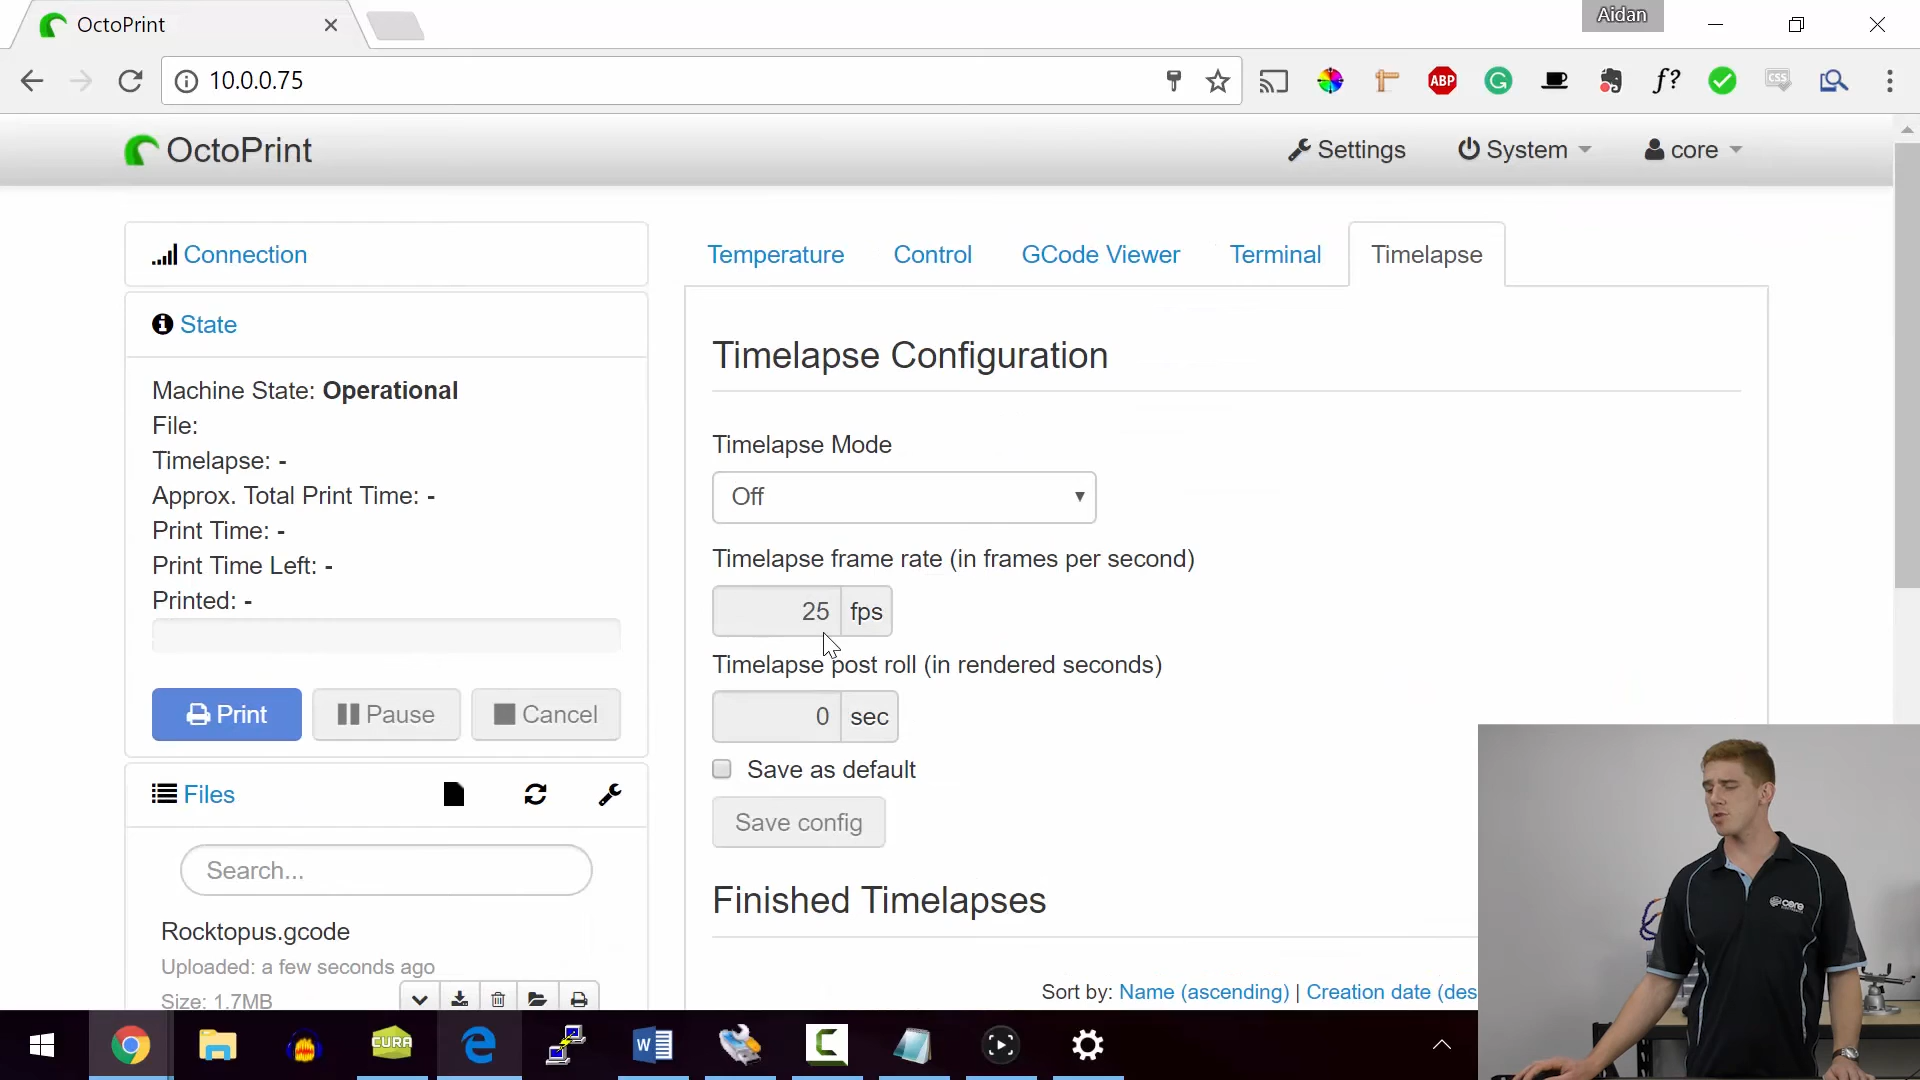 OctoPrint
Aidan
10.0.0.75
ABP
G
f?
CSS
OctoPrint
Settings
System
core
Connection
Temperature
Control
GCode Viewer
Terminal
Timelapse
State
Machine State: Operational
File:
Timelapse: -
Approx. Total Print Time: -
Print Time: -
Print Time Left: -
Printed: -
Print
Pause
Cancel
Timelapse Configuration
Timelapse Mode
Off
Timelapse frame rate (in frames per second)
25 fps
Timelapse post roll (in rendered seconds)
0 sec
Save as default
Save config
Files
Search...
Rocktopus.gcode
Uploaded: a few seconds ago
Size: 1.7MB
Finished Timelapses
Sort by: Name (ascending) | Creation date (des
core
CURA
W